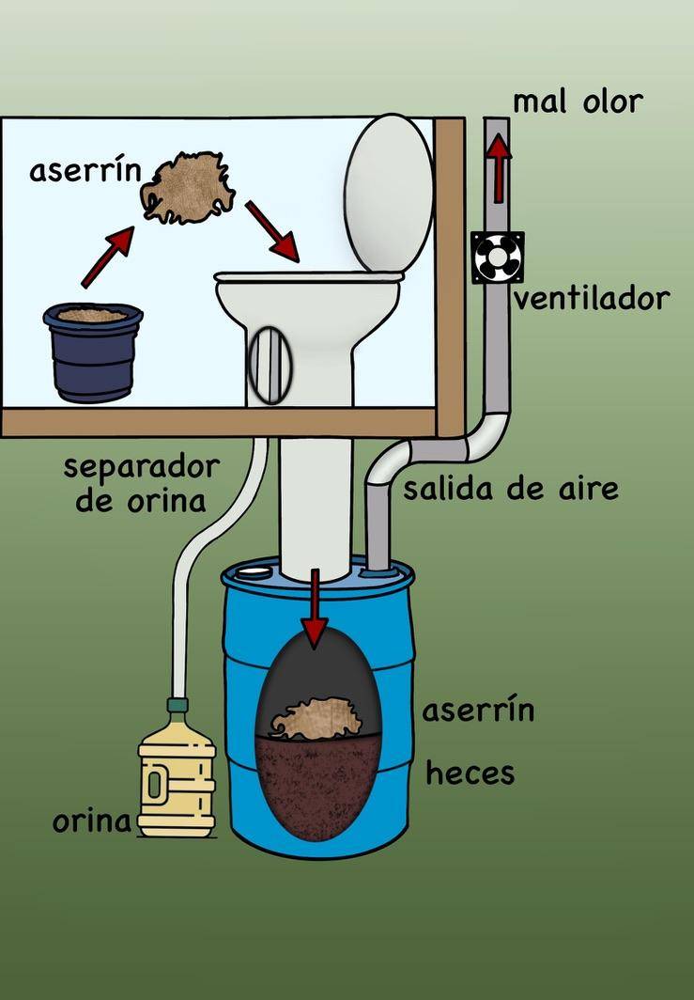 mal olor
aserrín
ventilador
separador
de orina
salida de aire
aserrín
heces
orina